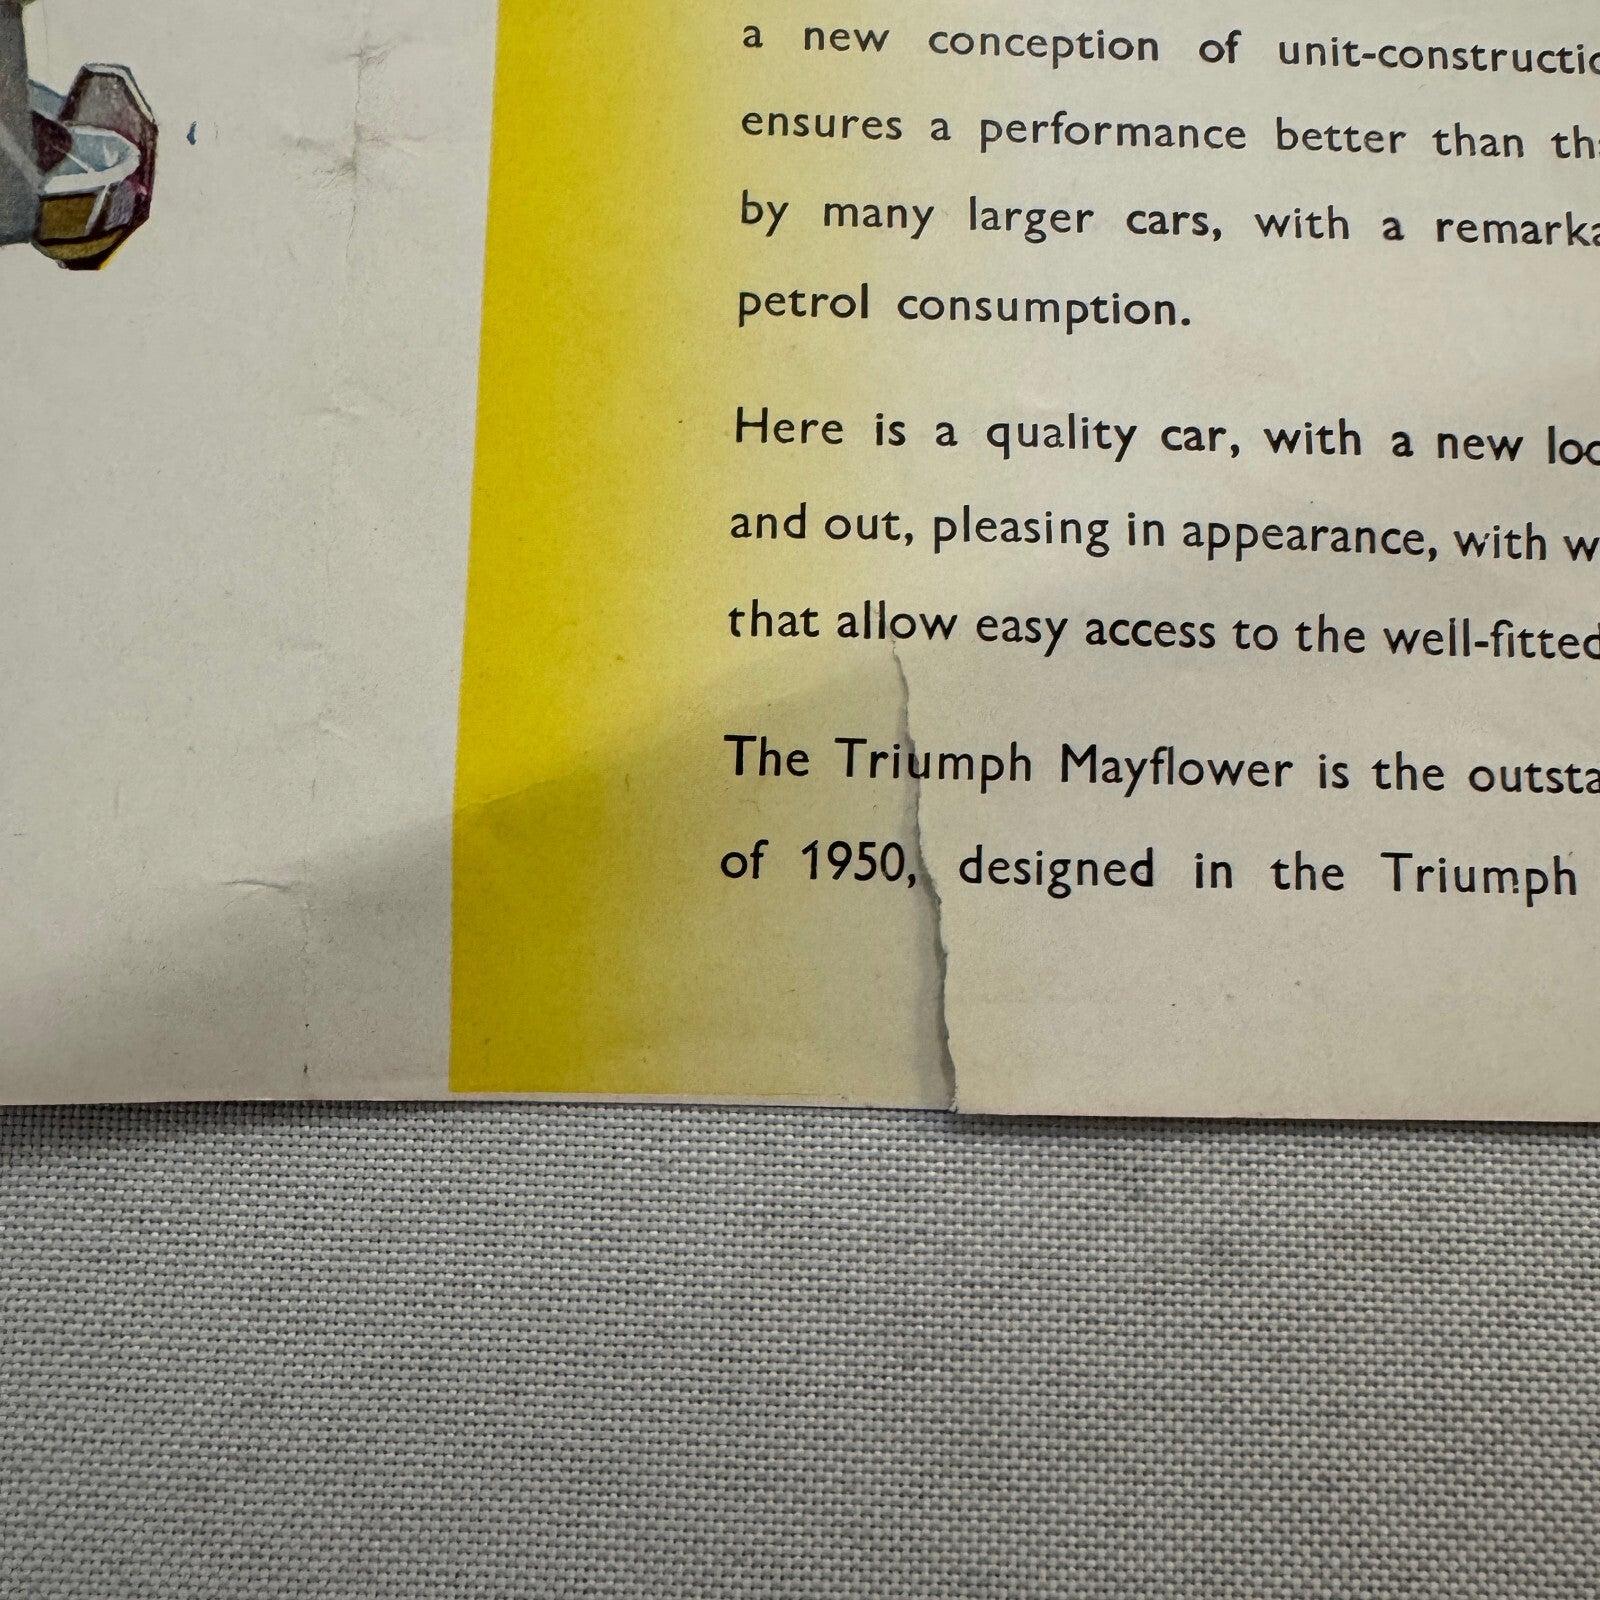 a new conception of unit-constructio
ensures a performance better than tha
by many larger cars, with a remarka
petrol consumption.
Here is a quality car, with a new loo
and out, pleasing in appearance, with w
that allow easy access to the well-fitted
The Triumph Mayflower is the outsta
of 1950, designed in the Triumph